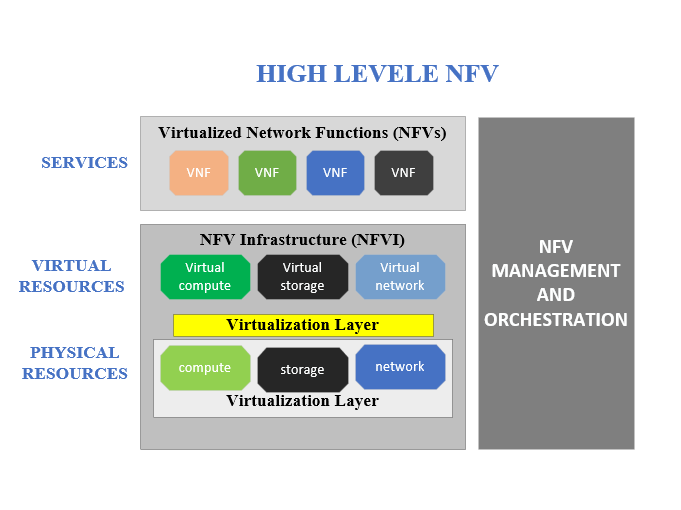 HIGH LEVELE NFV
SERVICES
Virtualized Network Functions (NFVs)
VNF
VNF
VNF
VNF
VIRTUAL
RESOURCES
NFV Infrastructure (NFVI)
Virtual
compute
Virtual
storage
Virtual
network
Virtualization Layer
PHYSICAL
RESOURCES
compute
storage
network
Virtualization Layer
NFV
MANAGEMENT
AND
ORCHESTRATION